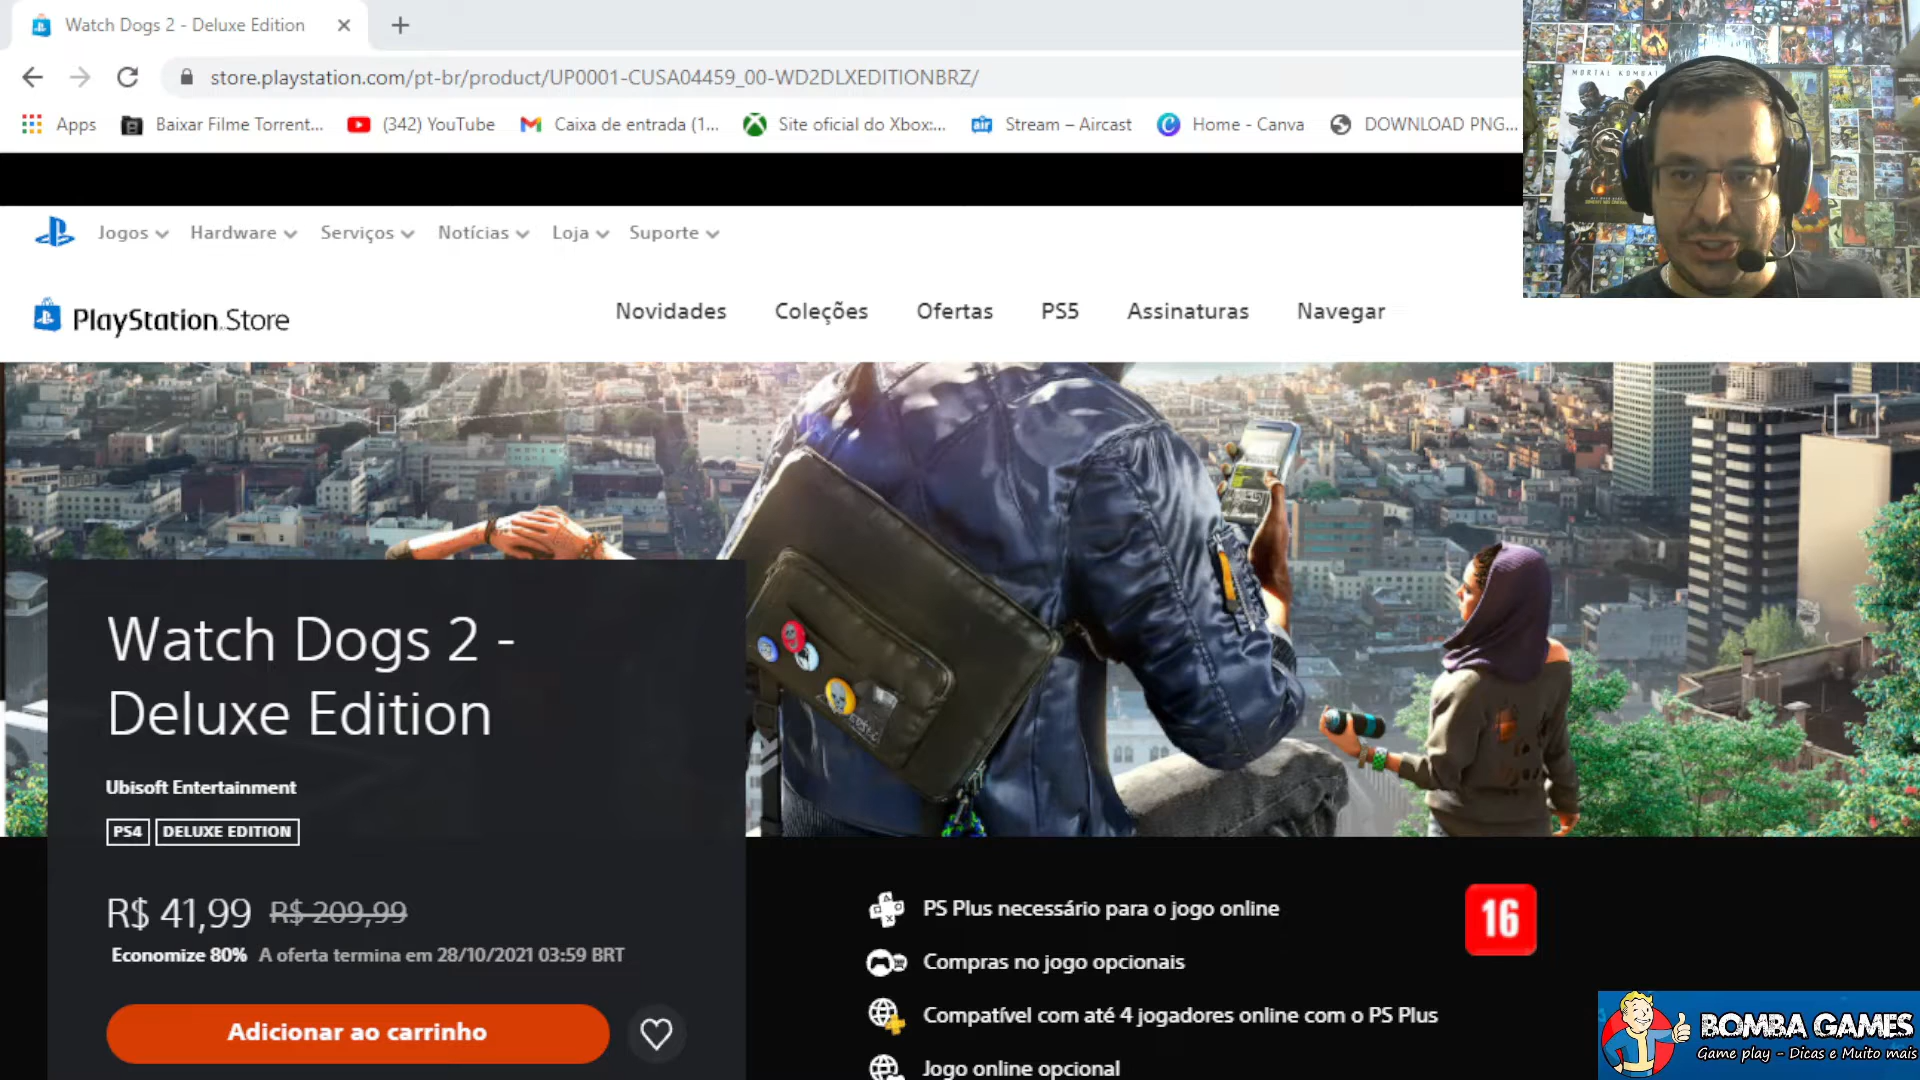 Watch Dogs 2 - Deluxe Edition
store.playstation.com/pt-br/product/UP0001-CUSA04459_00-WD2DLXEDITIONBRZ/
Apps
Baixar Filme Torrent...
(342) YouTube
Caixa de entrada (1...
Site oficial do Xbox:...
air
Stream – Aircast
Home - Canva
DOWNLOAD PNG...
MORTAL KOMBAT
Jogos
Hardware
Serviços
Notícias
Loja
Suporte
PlayStation Store
Novidades
Coleções
Ofertas
PS5
Assinaturas
Navegar
Watch Dogs 2 -
Deluxe Edition
Ubisoft Entertainment
PS4 DELUXE EDITION
R$ 41,99 R$ 209,99
Economize 80% A oferta termina em 28/10/2021 03:59 BRT
Adicionar ao carrinho
PS Plus necessário para o jogo online
Compras no jogo opcionais
Compatível com até 4 jogadores online com o PS Plus
Jogo online opcional
16
BOMBA GAMES
Game play - Dicas e Muito mais